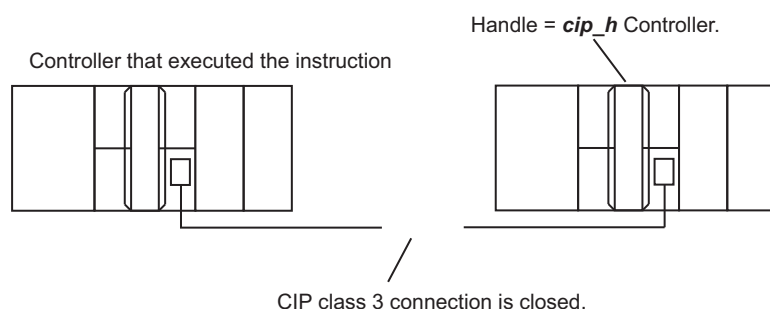 Handle = cip_h Controller.
Controller that executed the instruction
CIP class 3 connection is closed.